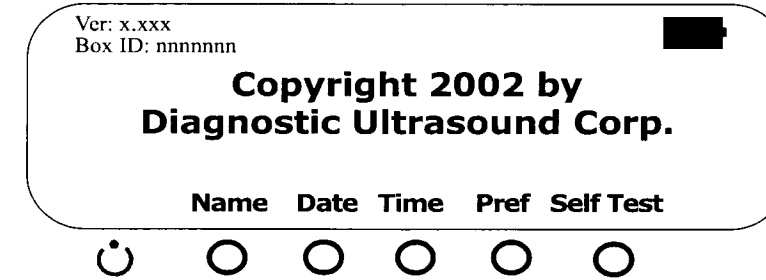 Ver: x.xxx
Box ID: nnnnnnn
Copyright 2002 by
Diagnostic Ultrasound Corp.
Name Date Time Pref Self Test